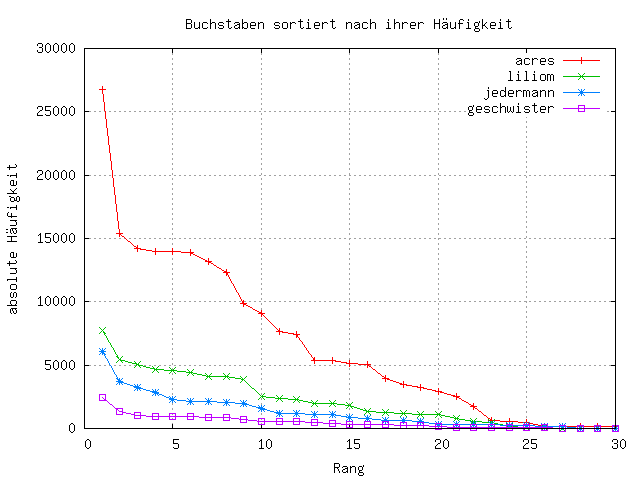 Buchstaben sortiert nach ihrer Häufigkeit
30000
25000
20000
15000
10000
5000
0
absolute Häufigkeit
acres
liliom
jedermann
geschwister
0 5 10 15 20 25 30
Rang